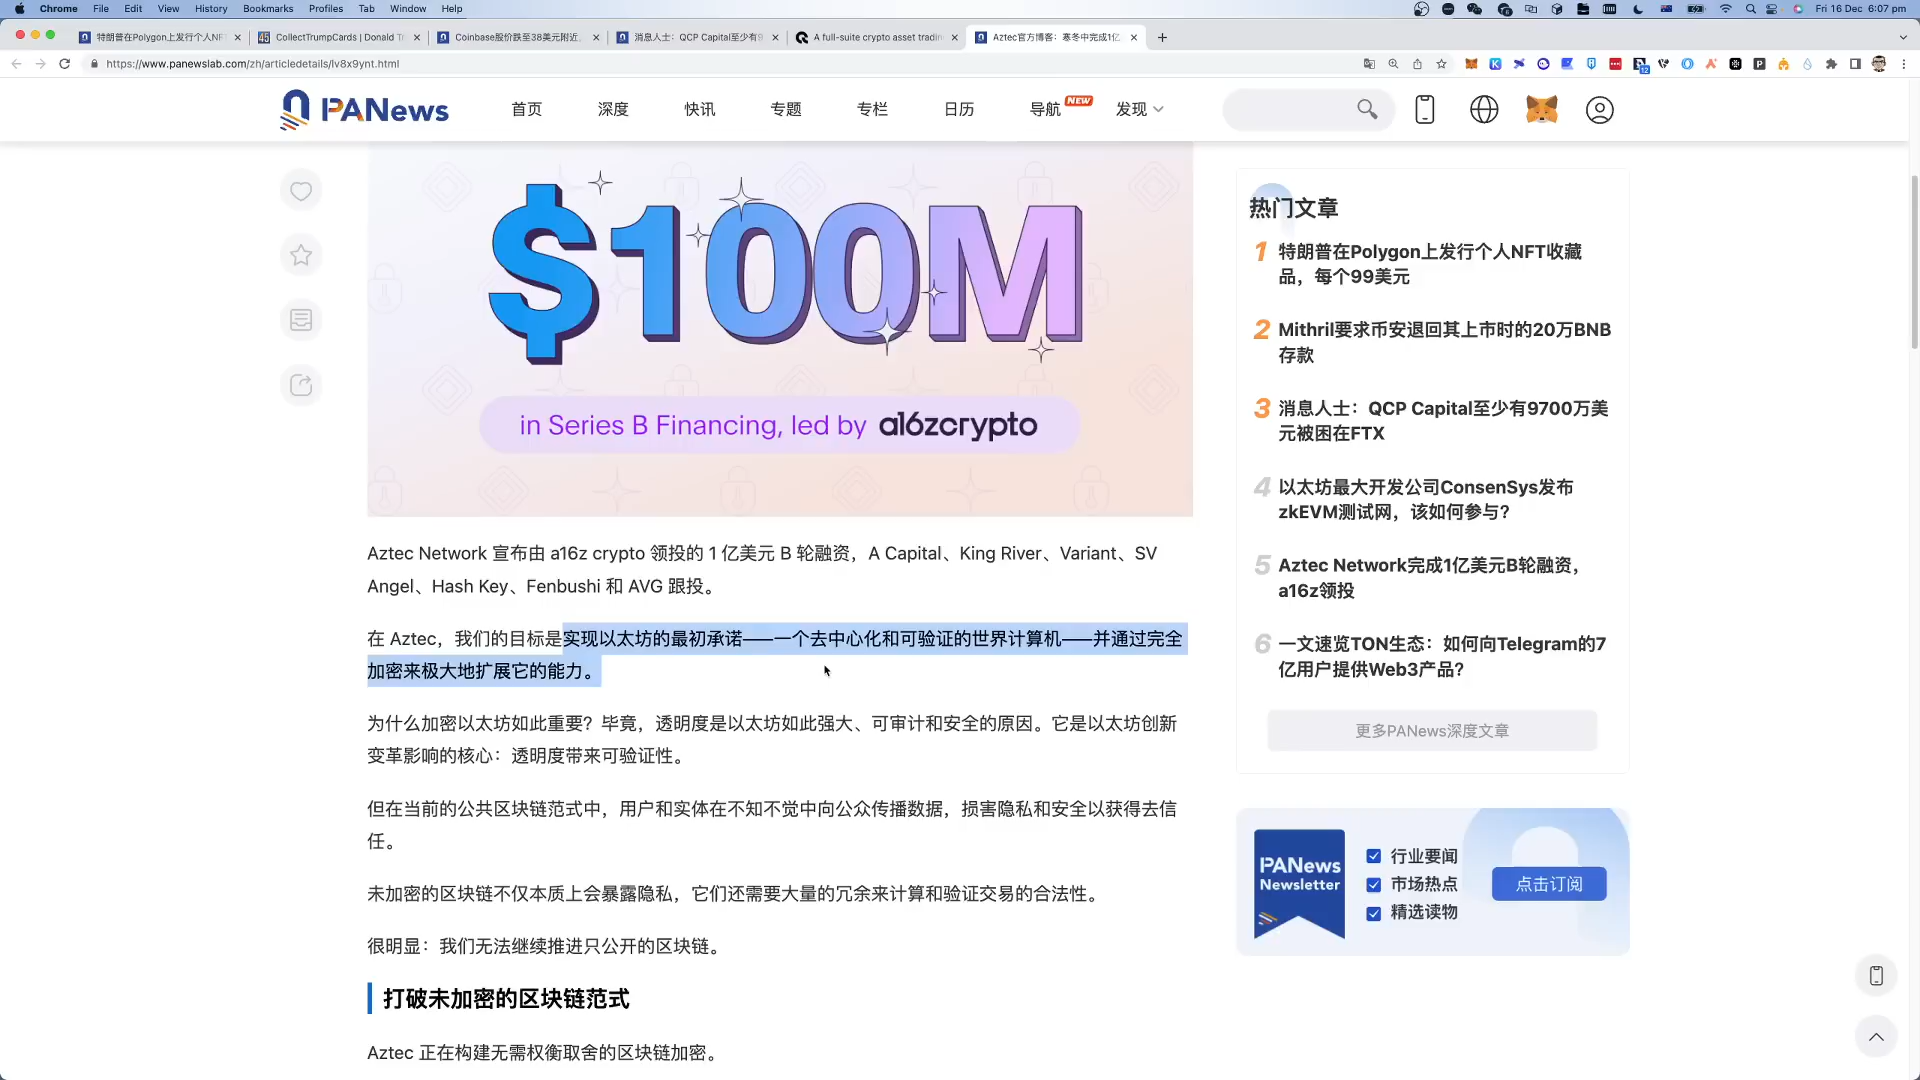 Chrome File Edit View History Bookmarks Profiles Tab Window Help
Fri 16 Dec 6:07 pm
特朗普在Polygon上发行个人NF
CollectTrumpCards | Donald T
Coinbase股价跌至38美元附近
消息人士：QCP Capital至少有9
A full-suite crypto asset tradin
Aztec官方博客：寒冬中完成1亿
https://www.panewslab.com/zh/articledetails/lv8x9ynt.html
12
PANews
首页 深度 快讯 专题 专栏 日历 导航 NEW 发现
$100M
in Series B Financing, led by a16zcrypto
Aztec Network 宣布由 a16z crypto 领投的 1 亿美元 B 轮融资，A Capital、King River、Variant、SV
Angel、Hash Key、Fenbushi 和 AVG 跟投。
在 Aztec，我们的目标是实现以太坊的最初承诺——一个去中心化和可验证的世界计算机——并通过完全
加密来极大地扩展它的能力。
为什么加密以太坊如此重要？毕竟，透明度是以太坊如此强大、可审计和安全的原因。它是以太坊创新
变革影响的核心：透明度带来可验证性。
但在当前的公共区块链范式中，用户和实体在不知不觉中向公众传播数据，损害隐私和安全以获得去信
任。
未加密的区块链不仅本质上会暴露隐私，它们还需要大量的冗余来计算和验证交易的合法性。
很明显：我们无法继续推进只公开的区块链。
打破未加密的区块链范式
Aztec 正在构建无需权衡取舍的区块链加密。
热门文章
1 特朗普在Polygon上发行个人NFT收藏
品，每个99美元
2 Mithril要求币安退回其上市时的20万BNB
存款
3 消息人士：QCP Capital至少有9700万美
元被困在FTX
4 以太坊最大开发公司ConsenSys发布
zkEVM测试网，该如何参与？
5 Aztec Network完成1亿美元B轮融资，
a16z领投
6 一文速览TON生态：如何向Telegram的7
亿用户提供Web3产品？
更多PANews深度文章
PANews
Newsletter
行业要闻
市场热点
精选读物
点击订阅